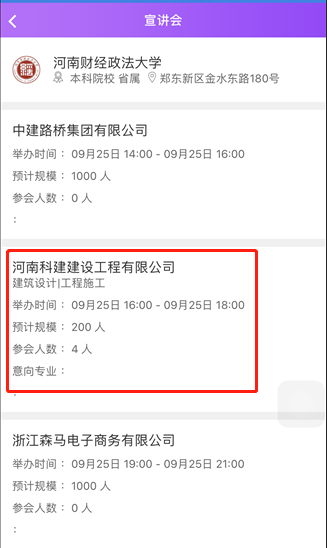 宣讲会
河南财经政法大学
本科院校 省属 郑东新区金水东路180号
中建路桥集团有限公司
举办时间： 09月25日 14:00 - 09月25日 16:00
预计规模： 1000 人
参会人数： 0 人
：
河南科建建设工程有限公司
建筑设计|工程施工
举办时间： 09月25日 16:00 - 09月25日 18:00
预计规模： 200 人
参会人数： 4 人
意向专业：
浙江森马电子商务有限公司
举办时间： 09月25日 19:00 - 09月25日 21:00
预计规模： 1000 人
参会人数： 0 人
：